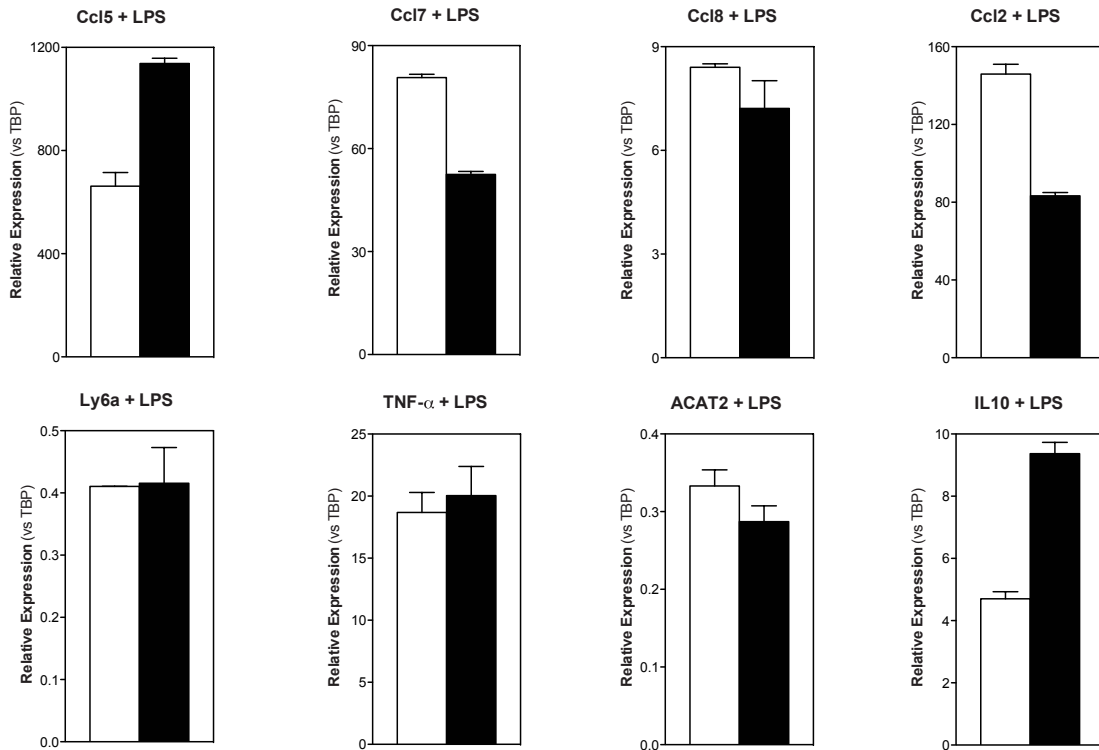 Ccl5 + LPS
Relative Expression (vs TBP)
1200
800
400
0
Ccl7 + LPS
Relative Expression (vs TBP)
90
60
30
0
Ccl8 + LPS
Relative Expression (vs TBP)
9
6
3
0
Ccl2 + LPS
Relative Expression (vs TBP)
160
120
80
40
0
Ly6a + LPS
Relative Expression (vs TBP)
0.5
0.4
0.3
0.2
0.1
0.0
TNF-α + LPS
Relative Expression (vs TBP)
25
20
15
10
5
0
ACAT2 + LPS
Relative Expression (vs TBP)
0.4
0.3
0.2
0.1
0.0
IL10 + LPS
Relative Expression (vs TBP)
10
8
6
4
2
0